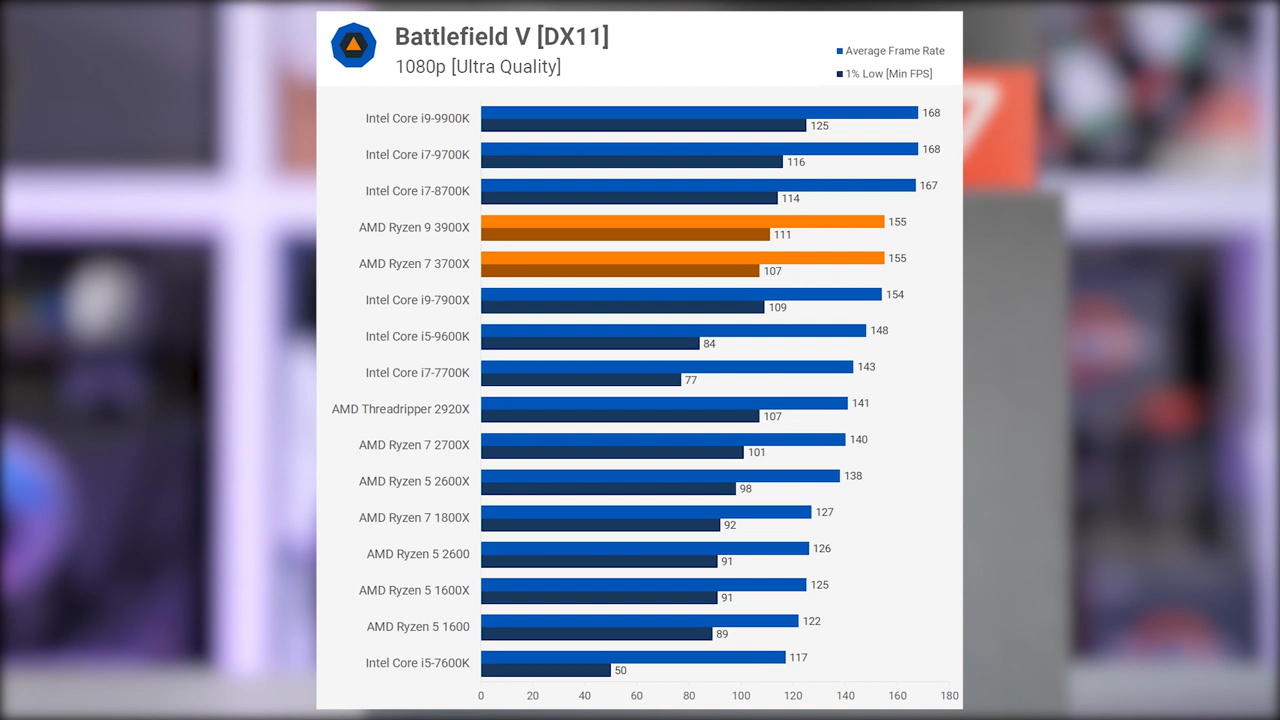 Battlefield V [DX11]
1080p [Ultra Quality]
Average Frame Rate
1% Low [Min FPS]
Intel Core i9-9900K 168 125
Intel Core i7-9700K 168 116
Intel Core i7-8700K 167 114
AMD Ryzen 9 3900X 155 111
AMD Ryzen 7 3700X 155 107
Intel Core i9-7900X 154 109
Intel Core i5-9600K 148 84
Intel Core i7-7700K 143 77
AMD Threadripper 2920X 141 107
AMD Ryzen 7 2700X 140 101
AMD Ryzen 5 2600X 138 98
AMD Ryzen 7 1800X 127 92
AMD Ryzen 5 2600 126 91
AMD Ryzen 5 1600X 125 91
AMD Ryzen 5 1600 122 89
Intel Core i5-7600K 117 50
0 20 40 60 80 100 120 140 160 180